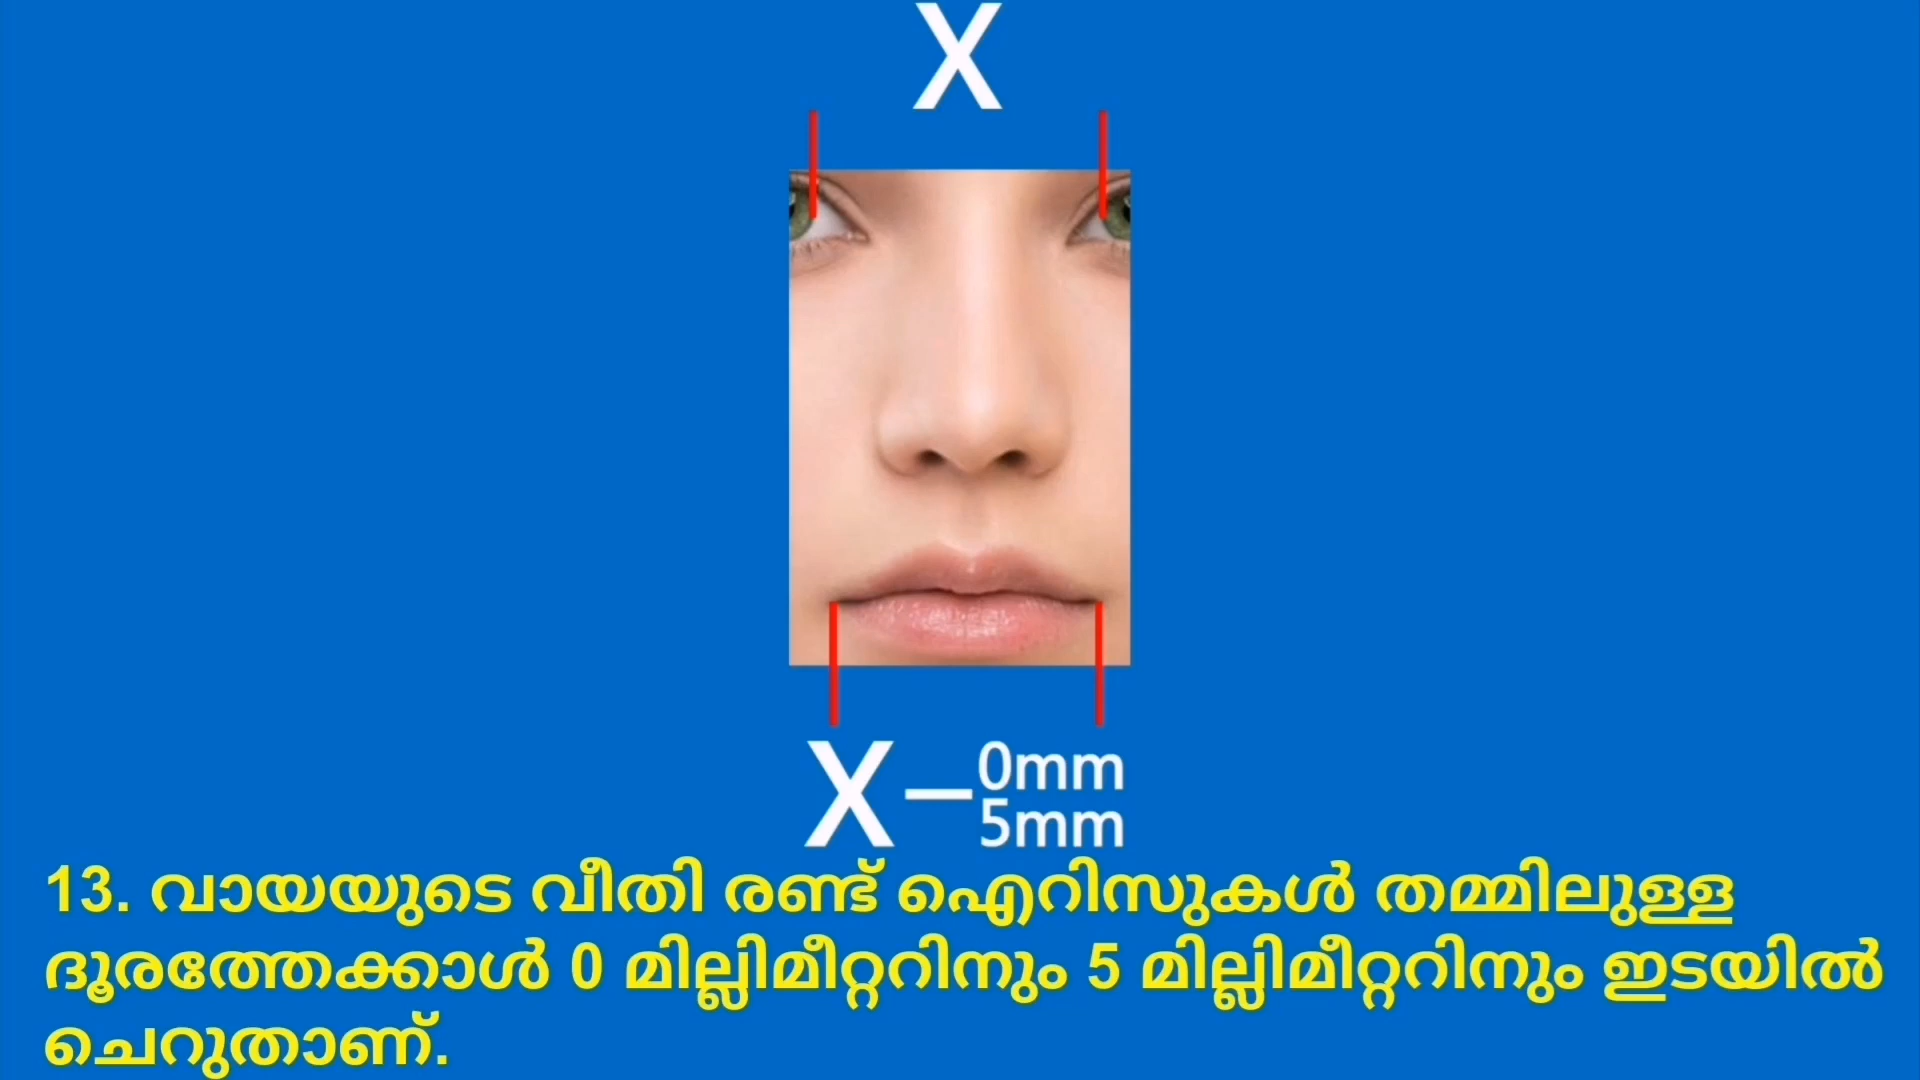 X
X — 0mm
5mm
13. വായയുടെ വീതി രണ്ട് ഐറിസുകൾ തമ്മിലുള്ള
ദൂരത്തേക്കാൾ 0 മില്ലിമീറ്ററിനും 5 മില്ലിമീറ്ററിനും ഇടയിൽ
ചെറുതാണ്.